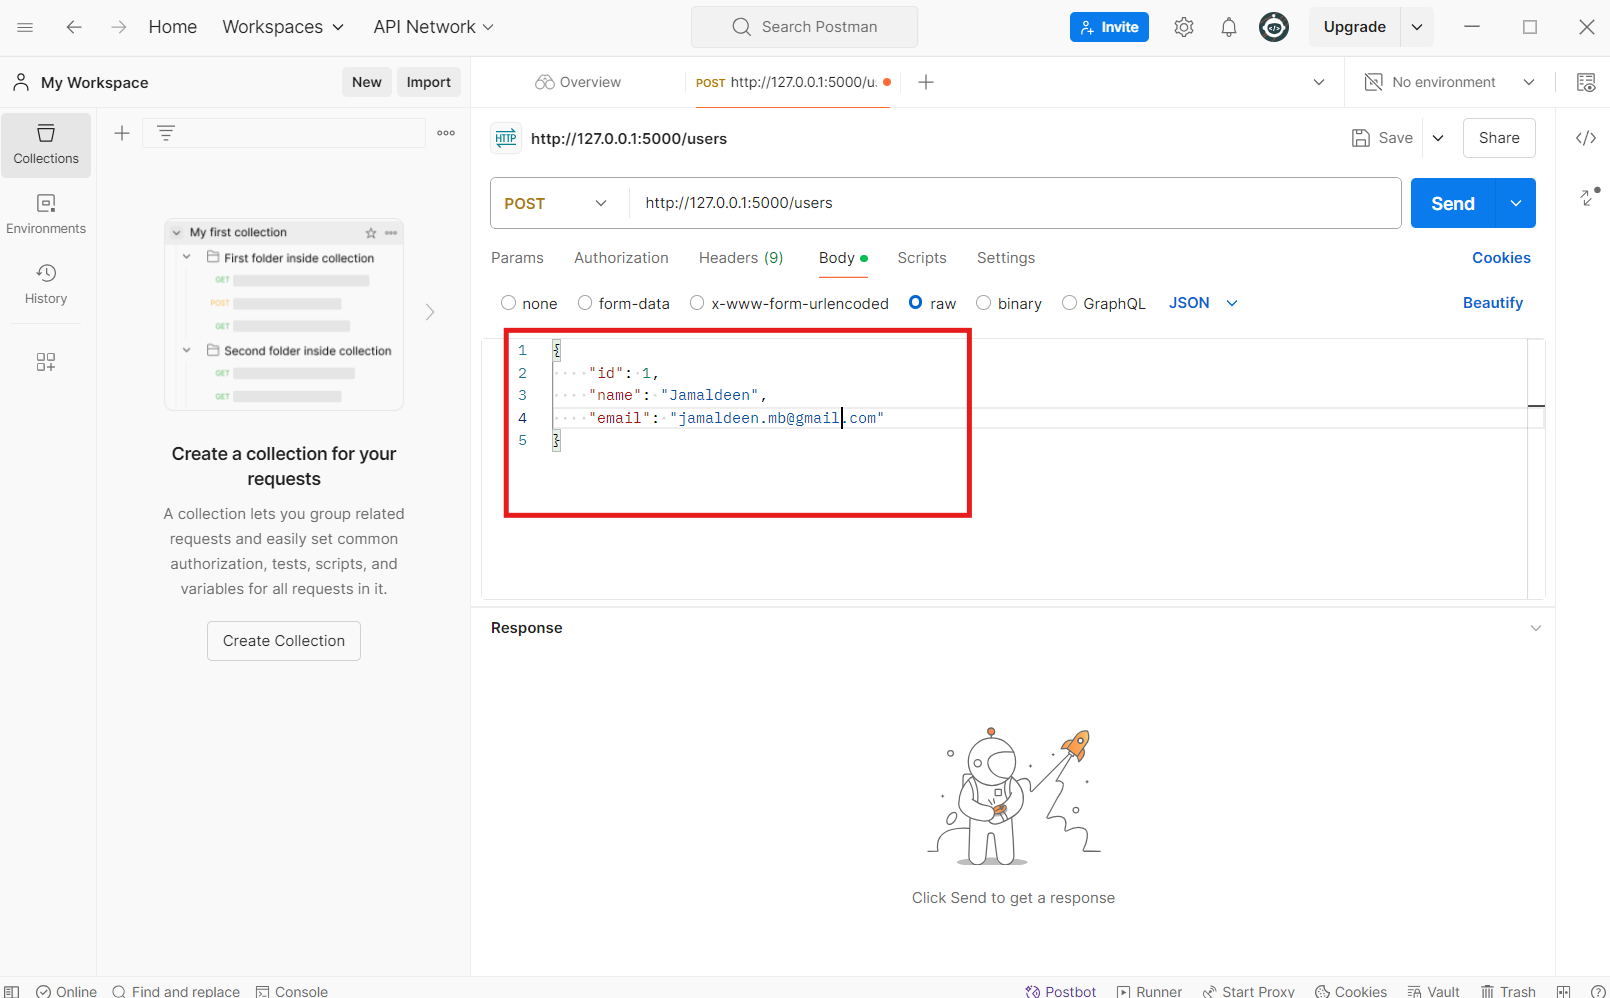 Home Workspaces API Network Search Postman Invite Upgrade
My Workspace New Import Overview POST http://127.0.0.1:5000/u No environment
Collections
Environments
History
My first collection
First folder inside collection
GET
POST
GET
Second folder inside collection
GET
GET
Create a collection for your
requests
A collection lets you group related
requests and easily set common
authorization, tests, scripts, and
variables for all requests in it.
Create Collection
HTTP http://127.0.0.1:5000/users Save Share </>
POST http://127.0.0.1:5000/users Send
Params Authorization Headers (9) Body Scripts Settings Cookies
none form-data x-www-form-urlencoded raw binary GraphQL JSON Beautify
1 {
2 "id": 1,
3 "name": "Jamaldeen",
4 "email": "jamaldeen.mb@gmail.com"
5 }
Response
Click Send to get a response
Online Find and replace Console Postbot Runner Start Proxy Cookies Vault Trash